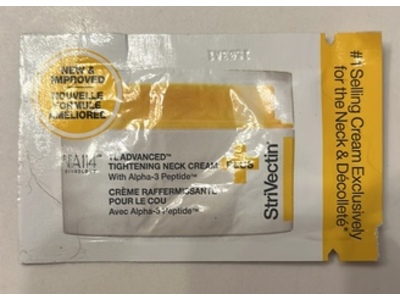 NEW &
IMPROVED
NOUVELLE
FORMULE
AMÉLIORÉE
TL ADVANCED™
TIGHTENING NECK CREAM PLUS
With Alpha-3 Peptide™
CRÈME RAFFERMISSANTE
POUR LE COU
Avec Alpha-3 Peptide™
StriVectin®
#1 Selling Cream Exclusively
for the Neck & Décolleté*